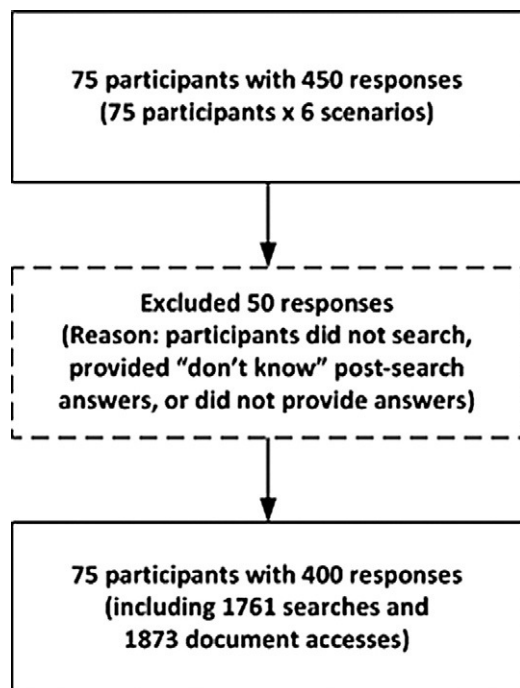 75 participants with 450 responses
(75 participants x 6 scenarios)
Excluded 50 responses
(Reason: participants did not search,
provided “don’t know” post-search
answers, or did not provide answers)
75 participants with 400 responses
(including 1761 searches and
1873 document accesses)